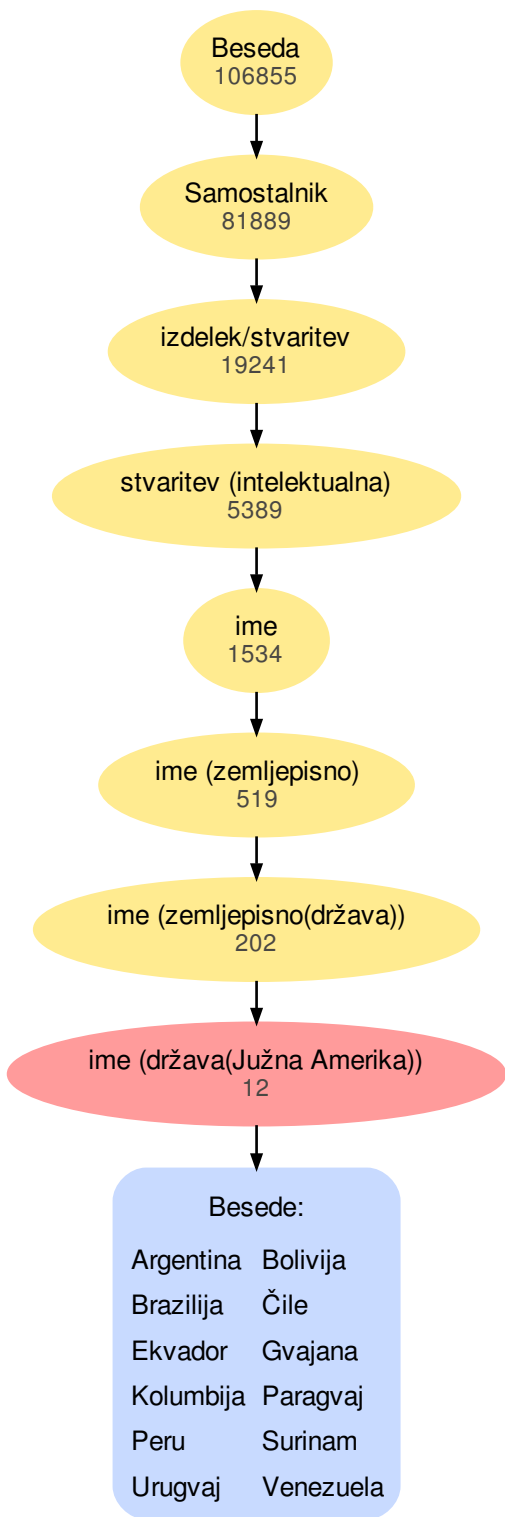 Beseda
106855
Samostalnik
81889
izdelek/stvaritev
19241
stvaritev (intelektualna)
5389
ime
1534
ime (zemljepisno)
519
ime (zemljepisno(država))
202
ime (država(Južna Amerika))
12
Besede:
Argentina Bolivija
Brazilija Čile
Ekvador Gvajana
Kolumbija Paragvaj
Peru Surinam
Urugvaj Venezuela